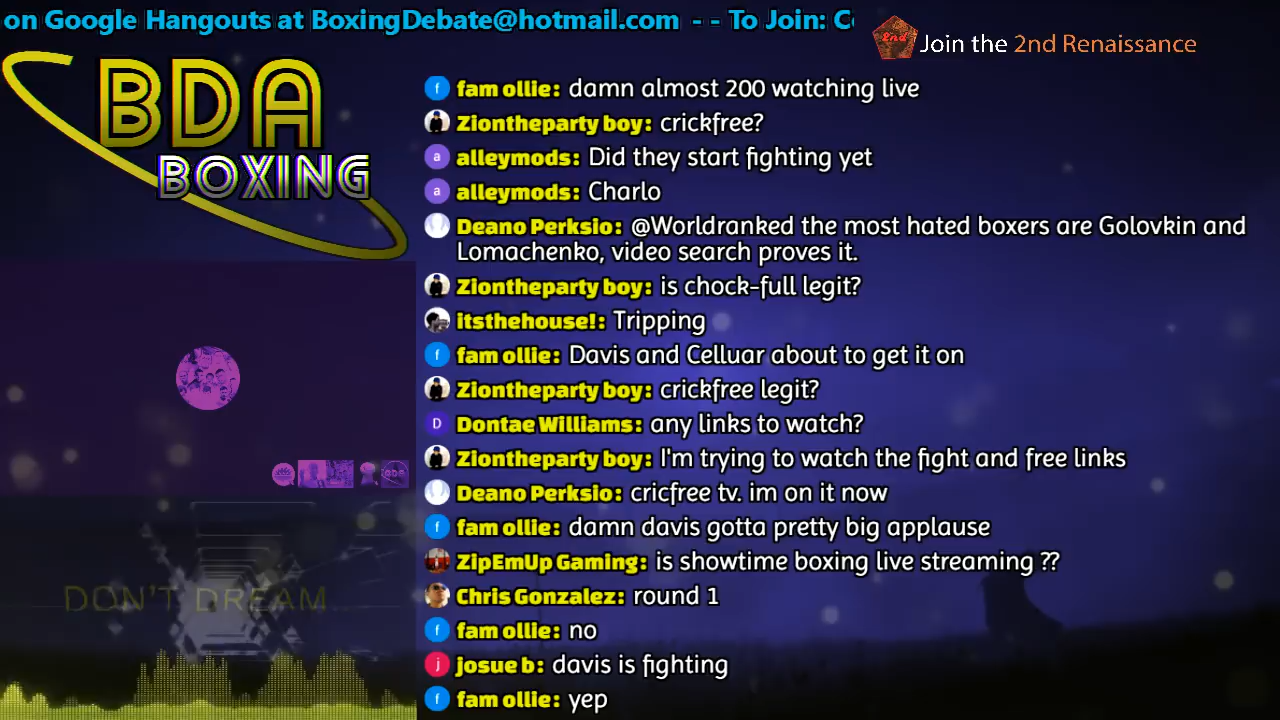 on Google Hangouts at BoxingDebate@hotmail.com - - To Join: C
2nd
Join the 2nd Renaissance
BDA
BOXING
fam ollie: damn almost 200 watching live
Ziontheparty boy: crickfree?
alleymods: Did they start fighting yet
alleymods: Charlo
Deano Perksio: @Worldranked the most hated boxers are Golovkin and
Lomachenko, video search proves it.
Ziontheparty boy: is chock-full legit?
itsthehouse!: Tripping
fam ollie: Davis and Celluar about to get it on
Ziontheparty boy: crickfree legit?
D
Dontae Williams: any links to watch?
Ziontheparty boy: I'm trying to watch the fight and free links
Deano Perksio: cricfree tv. im on it now
fam ollie: damn davis gotta pretty big applause
ZipEmUp Gaming: is showtime boxing live streaming ??
Chris Gonzalez: round 1
fam ollie: no
josue b: davis is fighting
fam ollie: yep
DON'T DREAM